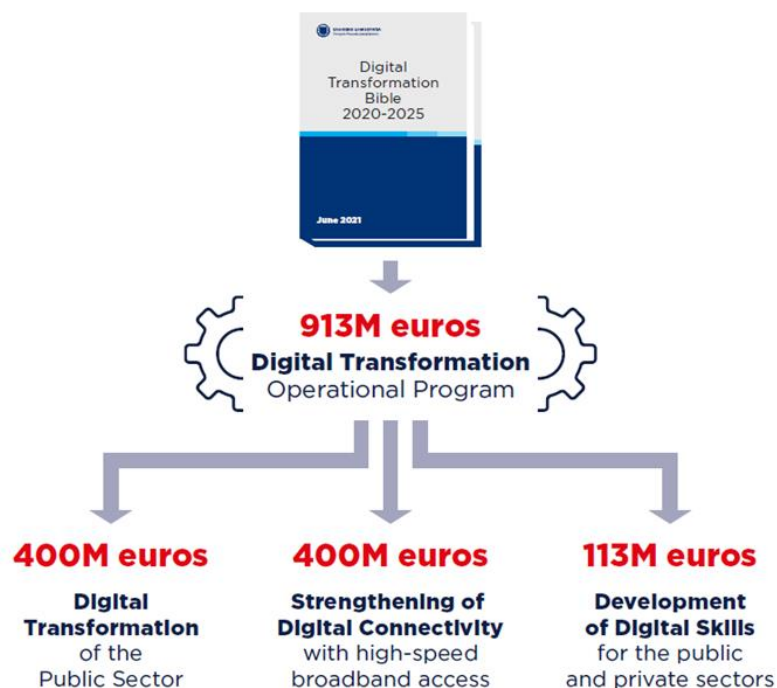 Digital
Transformation
Bible
2020-2025
June 2021
913M euros
Digital Transformation
Operational Program
400M euros
Digital
Transformation
of the
Public Sector
400M euros
Strengthening of
Digital Connectivity
with high-speed
broadband access
113M euros
Development
of Digital Skills
for the public
and private sectors